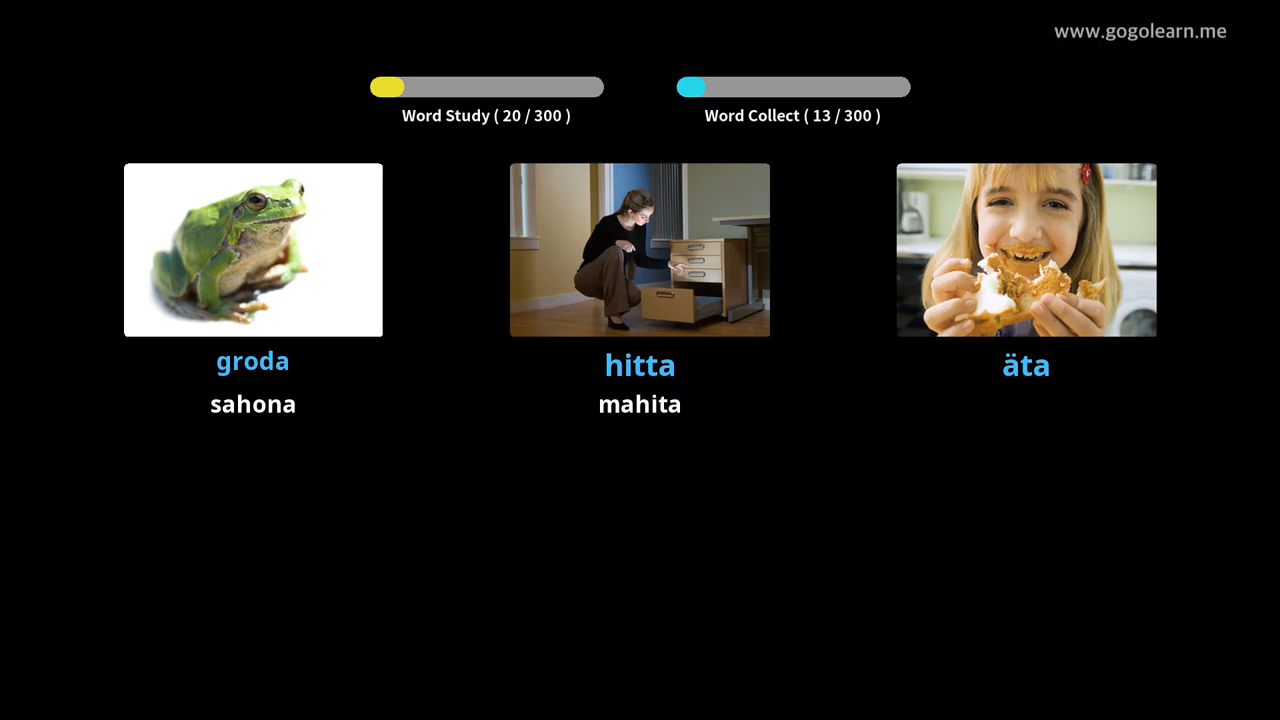 www.gogolearn.me
Word Study ( 20 / 300 )
Word Collect ( 13 / 300 )
groda
hitta
äta
sahona
mahita